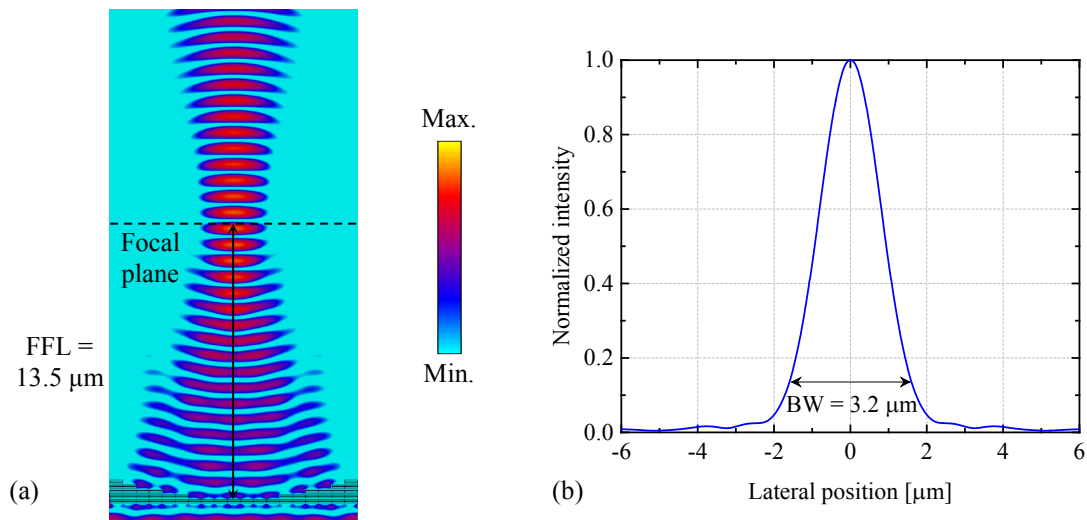 Max.
Min.
Focal
plane
FFL =
13.5 μm
(a)
1.0
0.8
0.6
0.4
0.2
0.0
Normalized intensity
BW = 3.2 μm
-6
-4
-2
0
2
4
6
Lateral position [μm]
(b)